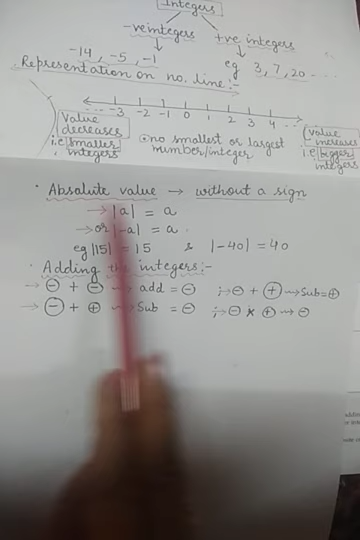 Integers
-veintegers +ve integers
-14, -5, -1 eg 3, 7, 20 .....
Representation on no. line:-
-3 -2 -1 0 1 2 3 4 ...
value decreases i.e smaller integers
⊙no smallest or largest number/integer
(value increases i.e bigger integers
· Absolute value → without a sign
→ |a| = a
→ or |-a| = a
eg |15| = 15 & |-40| = 40
· Adding the integers:-
→ ⊖ + ⊖ → add = ⊖ ;→ ⊖ + ⊕ → Sub = ⊕
→ ⊖ + ⊕ → Sub = ⊖ ;→ ⊖ × ⊕ → ⊖